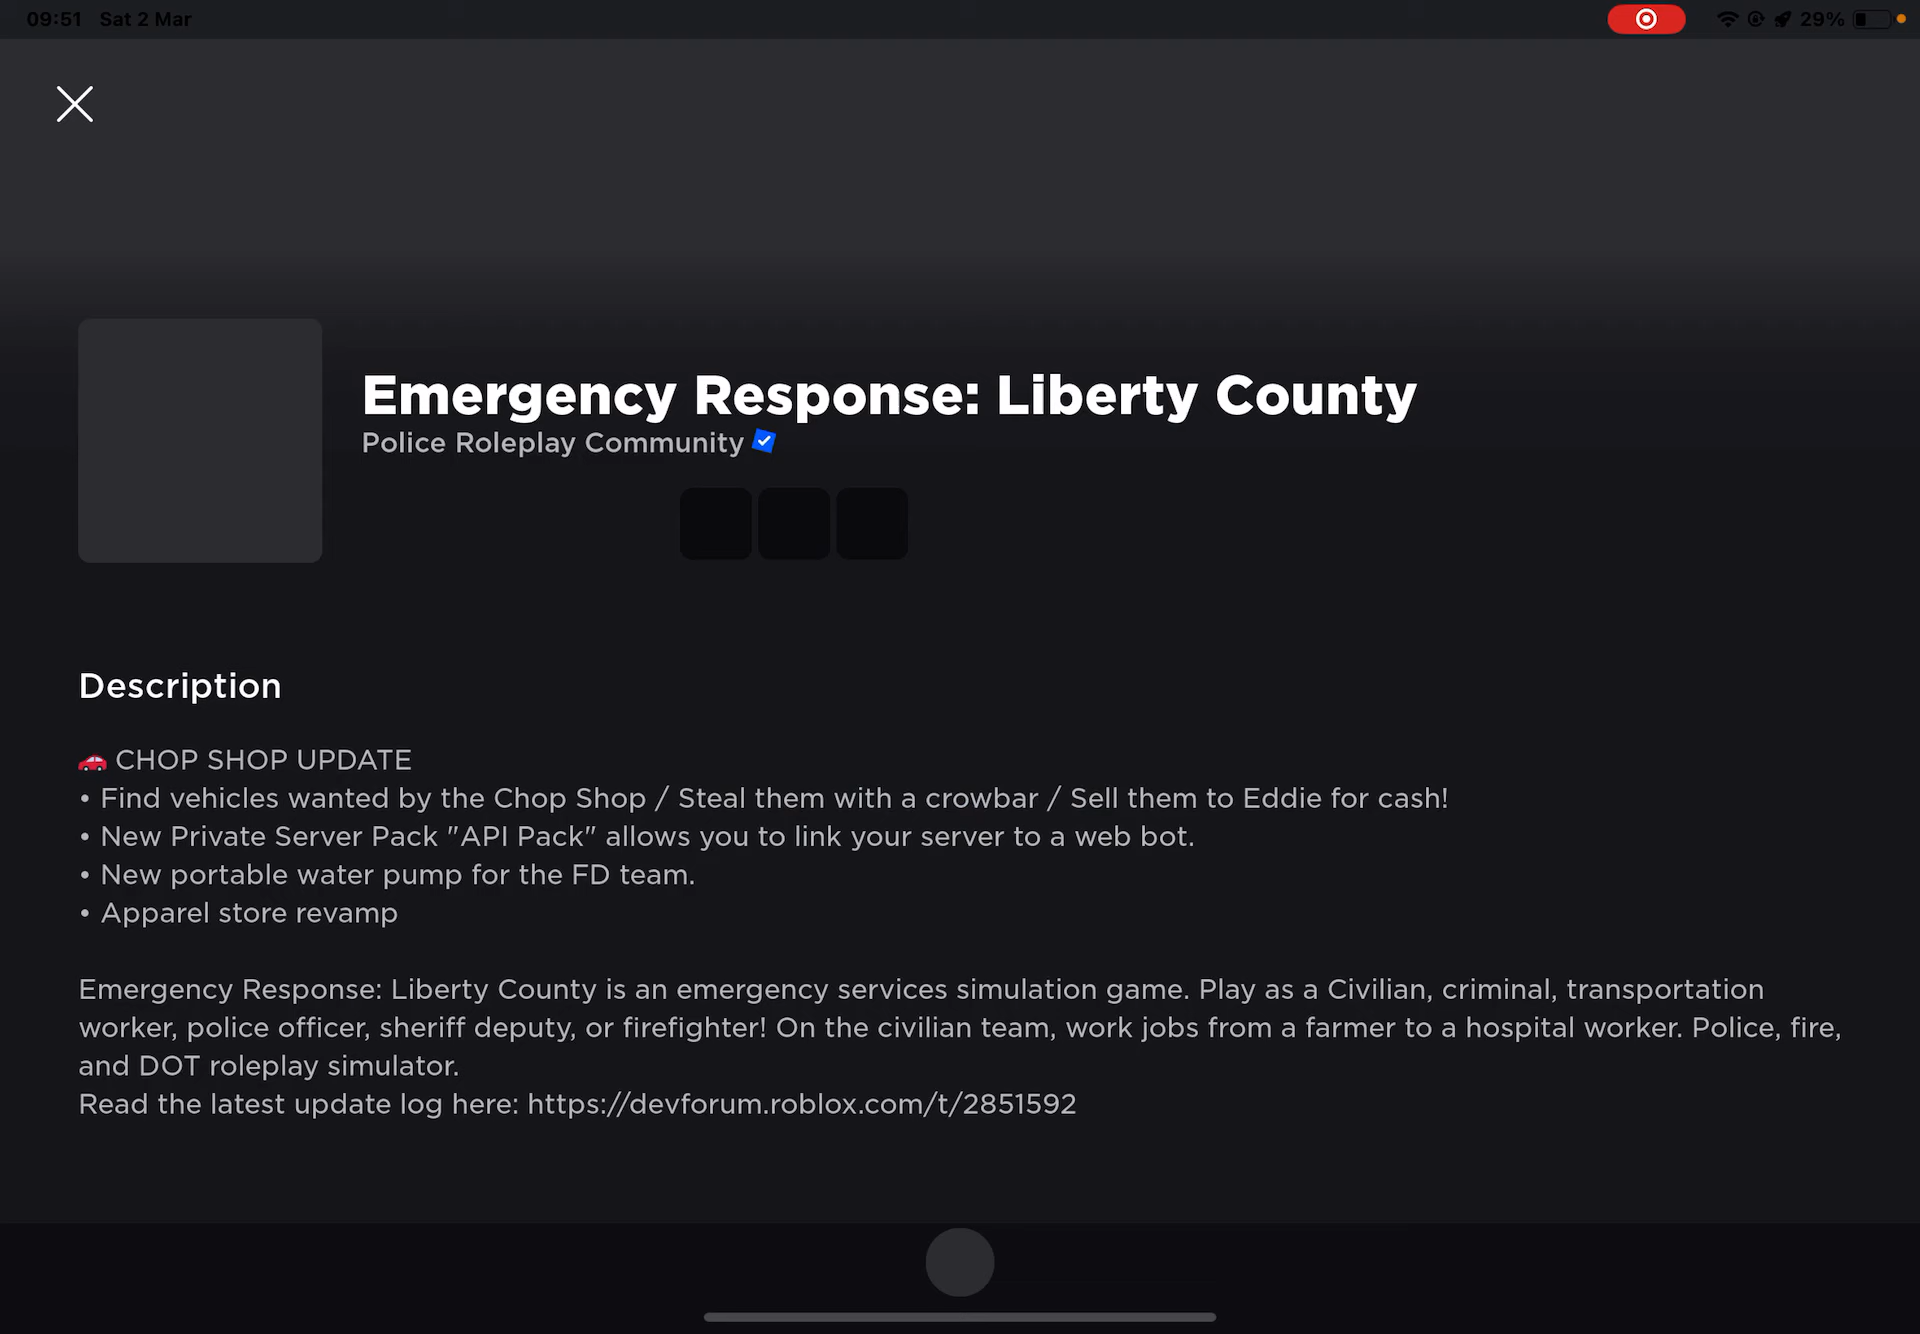 09:51 Sat 2 Mar
29%
Emergency Response: Liberty County
Police Roleplay Community
Description
🚗 CHOP SHOP UPDATE
• Find vehicles wanted by the Chop Shop / Steal them with a crowbar / Sell them to Eddie for cash!
• New Private Server Pack "API Pack" allows you to link your server to a web bot.
• New portable water pump for the FD team.
• Apparel store revamp
Emergency Response: Liberty County is an emergency services simulation game. Play as a Civilian, criminal, transportation
worker, police officer, sheriff deputy, or firefighter! On the civilian team, work jobs from a farmer to a hospital worker. Police, fire,
and DOT roleplay simulator.
Read the latest update log here: https://devforum.roblox.com/t/2851592